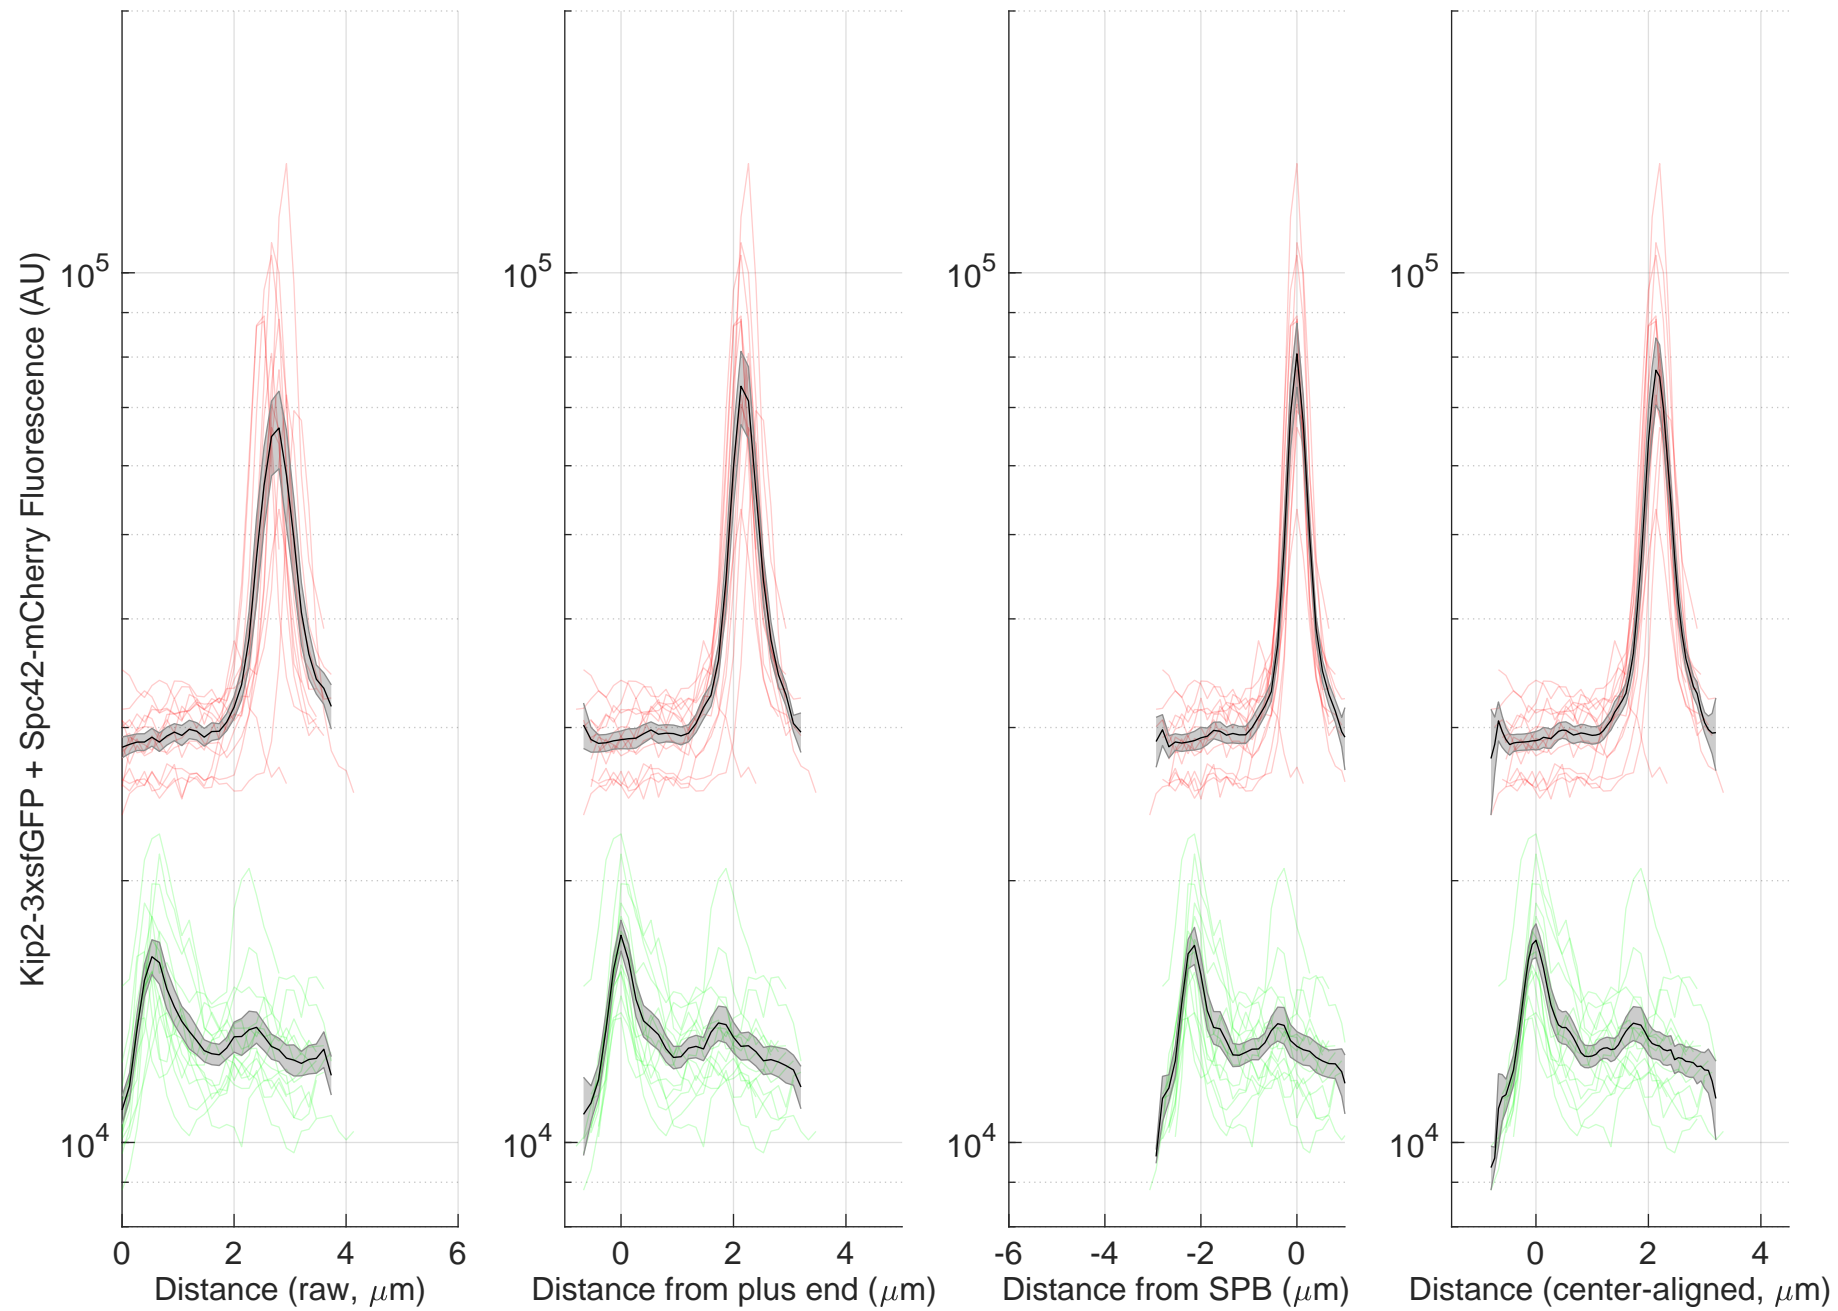 Kip2-3xsfGFP + Spc42-mCherry Fluorescence (AU)
10^5
10^4
0 2 4 6
Distance (raw, μm)
10^5
10^4
0 2 4
Distance from plus end (μm)
10^5
10^4
-6 -4 -2 0
Distance from SPB (μm)
10^5
10^4
0 2 4
Distance (center-aligned, μm)